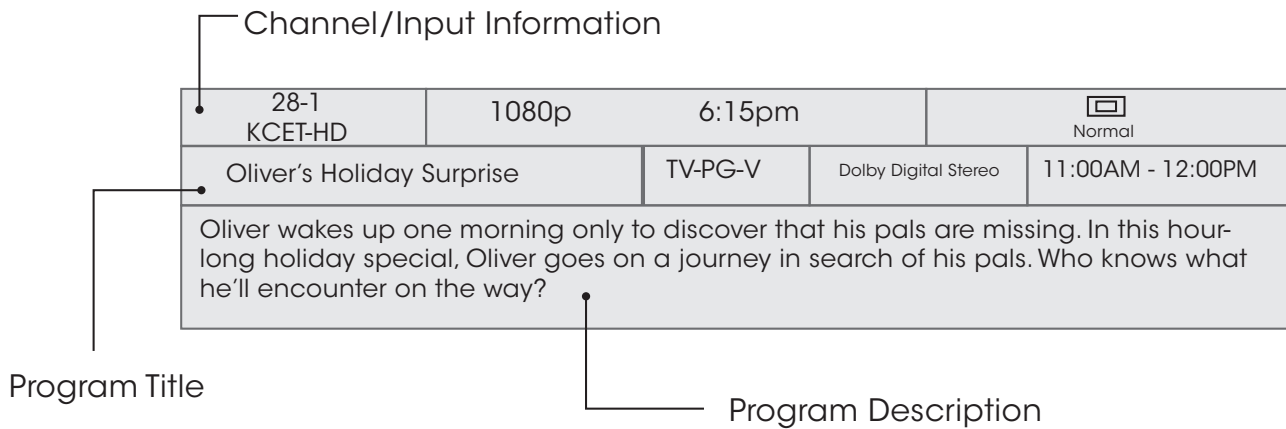 Channel/Input Information
28-1
KCET-HD
1080p
6:15pm
Normal
Oliver's Holiday Surprise
TV-PG-V
Dolby Digital Stereo
11:00AM - 12:00PM
Oliver wakes up one morning only to discover that his pals are missing. In this hour-
long holiday special, Oliver goes on a journey in search of his pals. Who knows what
he'll encounter on the way?
Program Title
Program Description